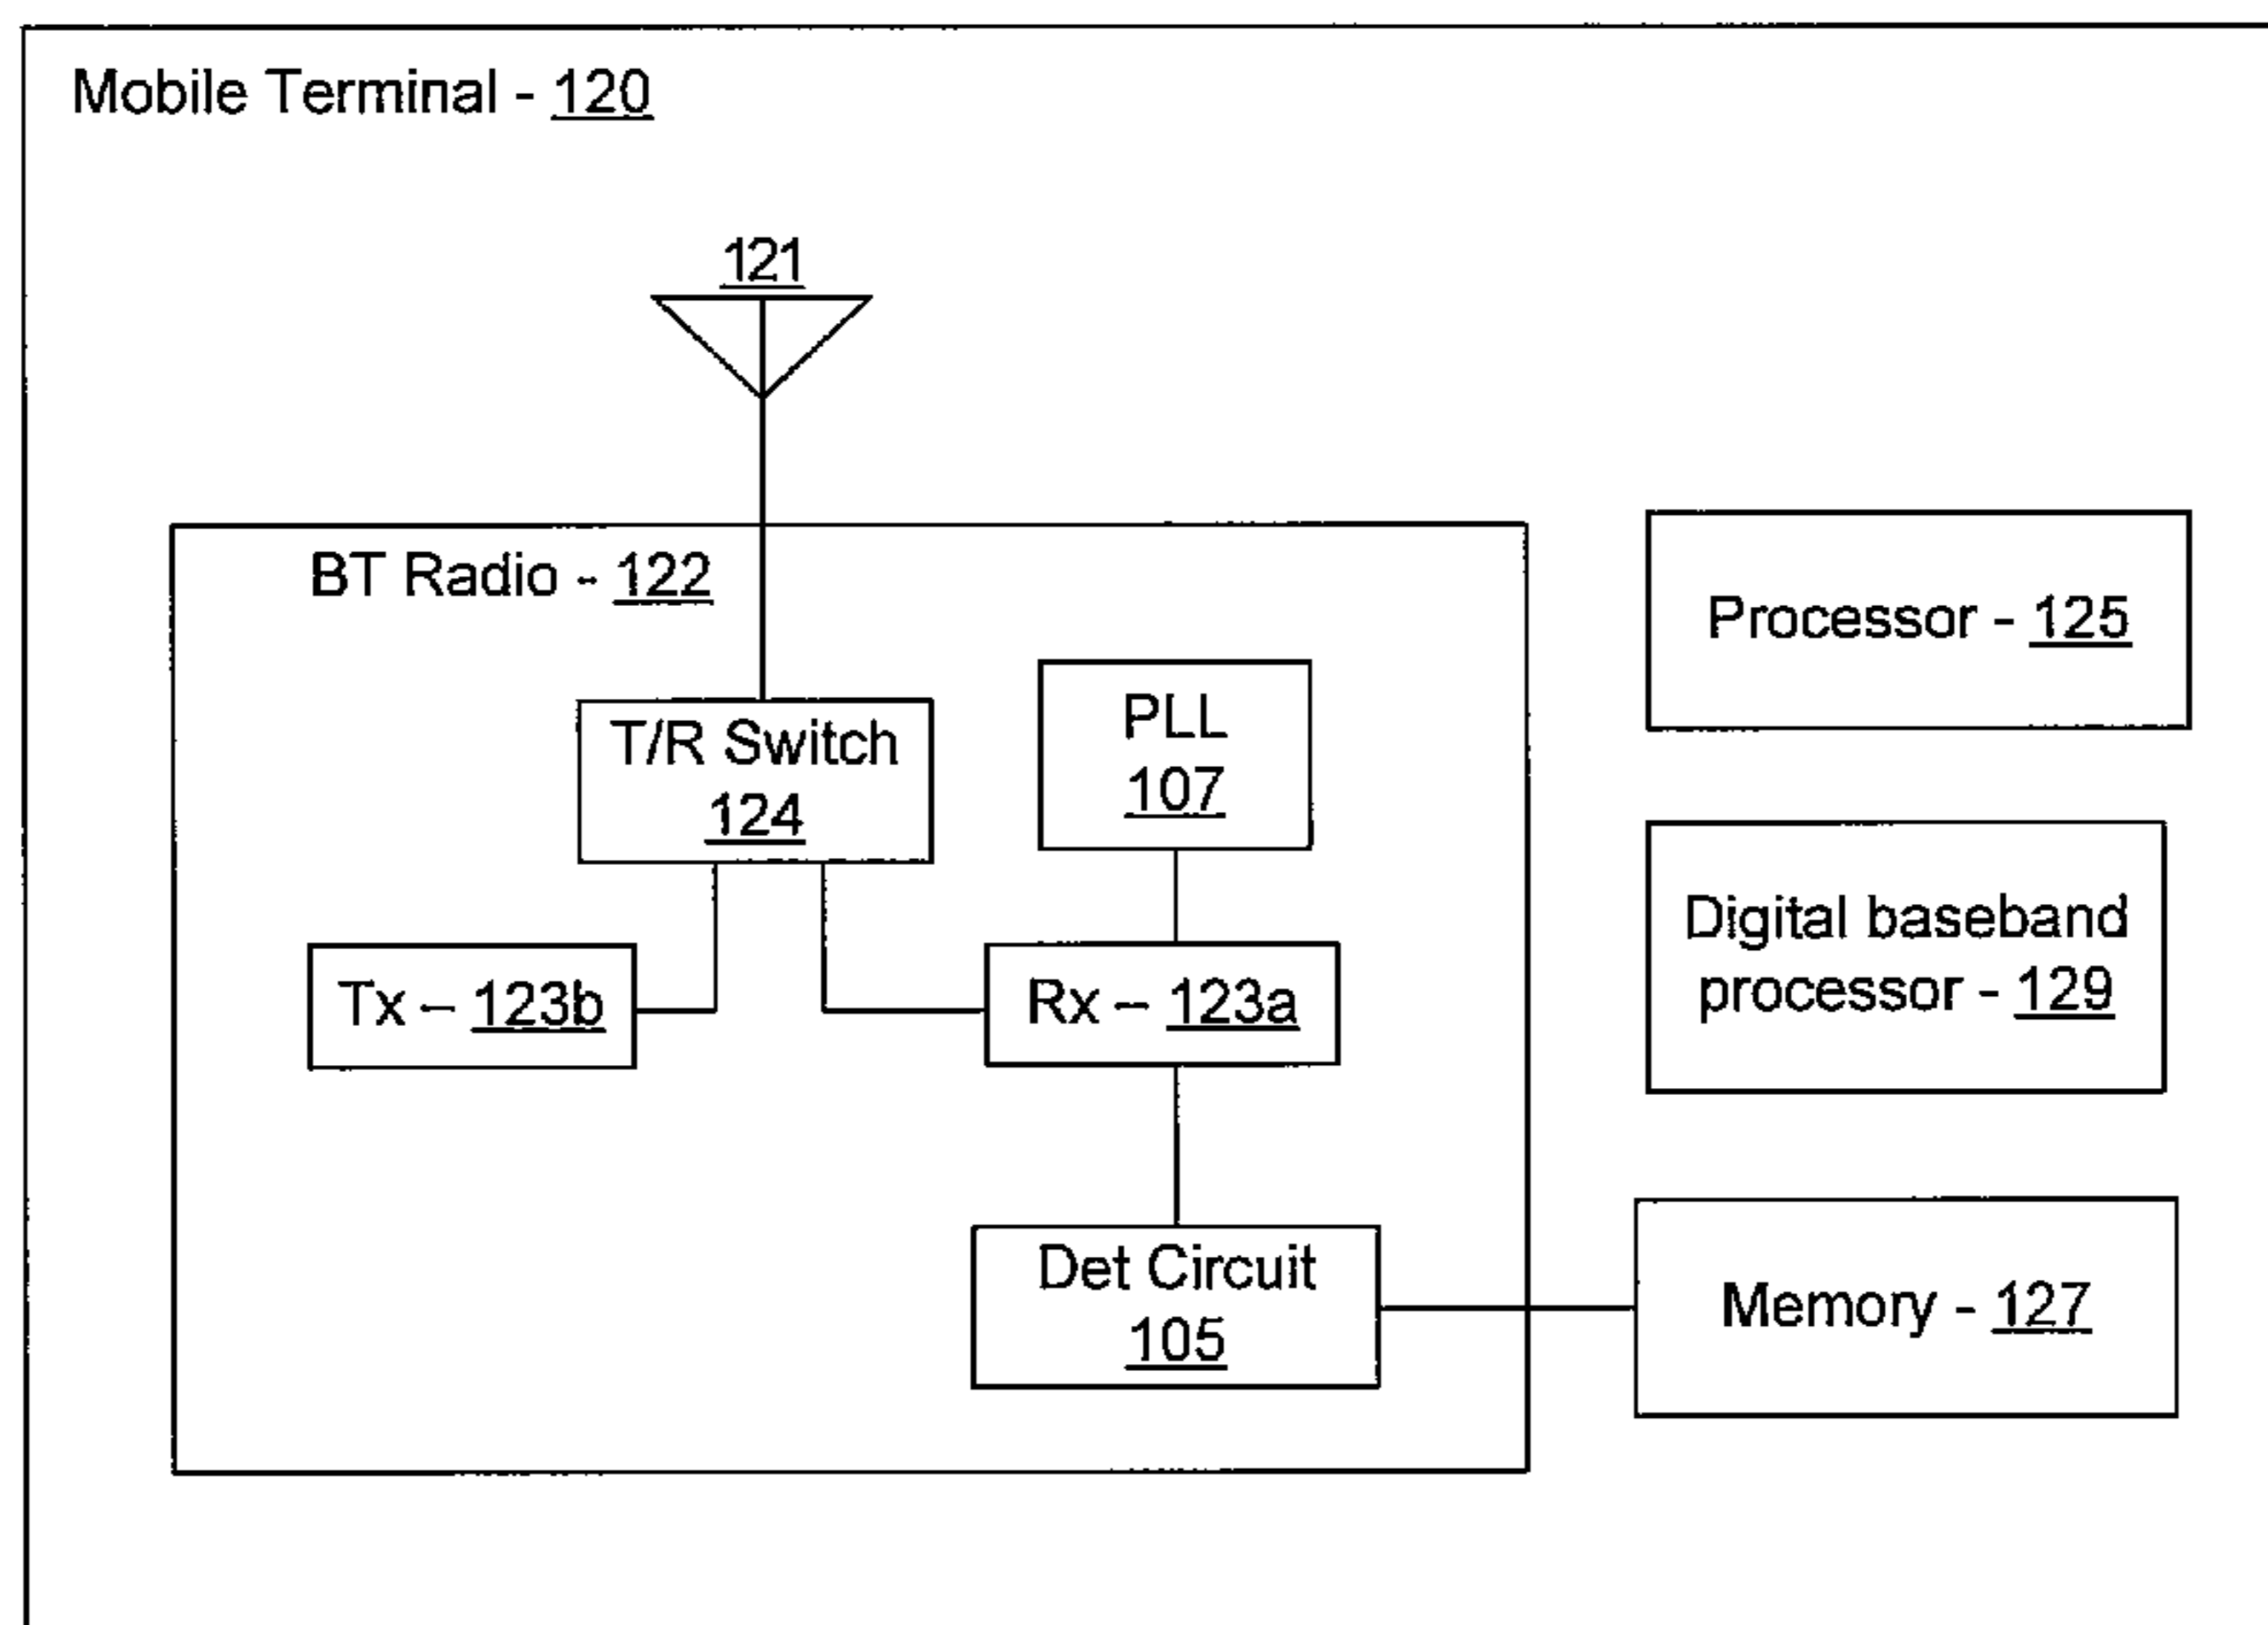 Mobile Terminal - 120
121
BT Radio - 122
T/R Switch
124
PLL
107
Tx – 123b
Rx – 123a
Det Circuit
105
Processor - 125
Digital baseband
processor - 129
Memory - 127